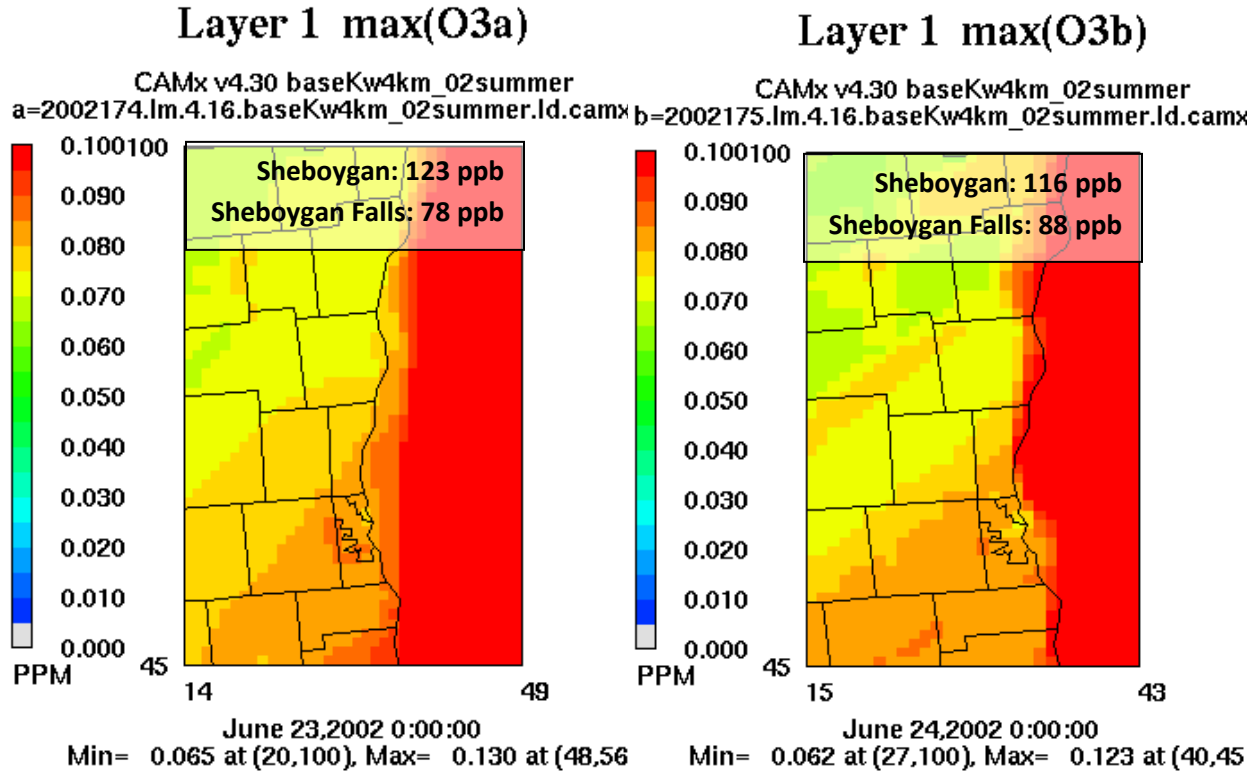 Layer 1 max(O3a)
CAMx v4.30 baseKw4km_02summer
a=2002174.lm.4.16.baseKw4km_02summer.ld.camx
0.100
0.090
0.080
0.070
0.060
0.050
0.040
0.030
0.020
0.010
0.000
PPM
100
45
Sheboygan: 123 ppb
Sheboygan Falls: 78 ppb
14 49
June 23,2002 0:00:00
Min= 0.065 at (20,100), Max= 0.130 at (48,56
Layer 1 max(O3b)
CAMx v4.30 baseKw4km_02summer
b=2002175.lm.4.16.baseKw4km_02summer.ld.camx
0.100
0.090
0.080
0.070
0.060
0.050
0.040
0.030
0.020
0.010
0.000
PPM
100
45
Sheboygan: 116 ppb
Sheboygan Falls: 88 ppb
15 43
June 24,2002 0:00:00
Min= 0.062 at (27,100), Max= 0.123 at (40,45